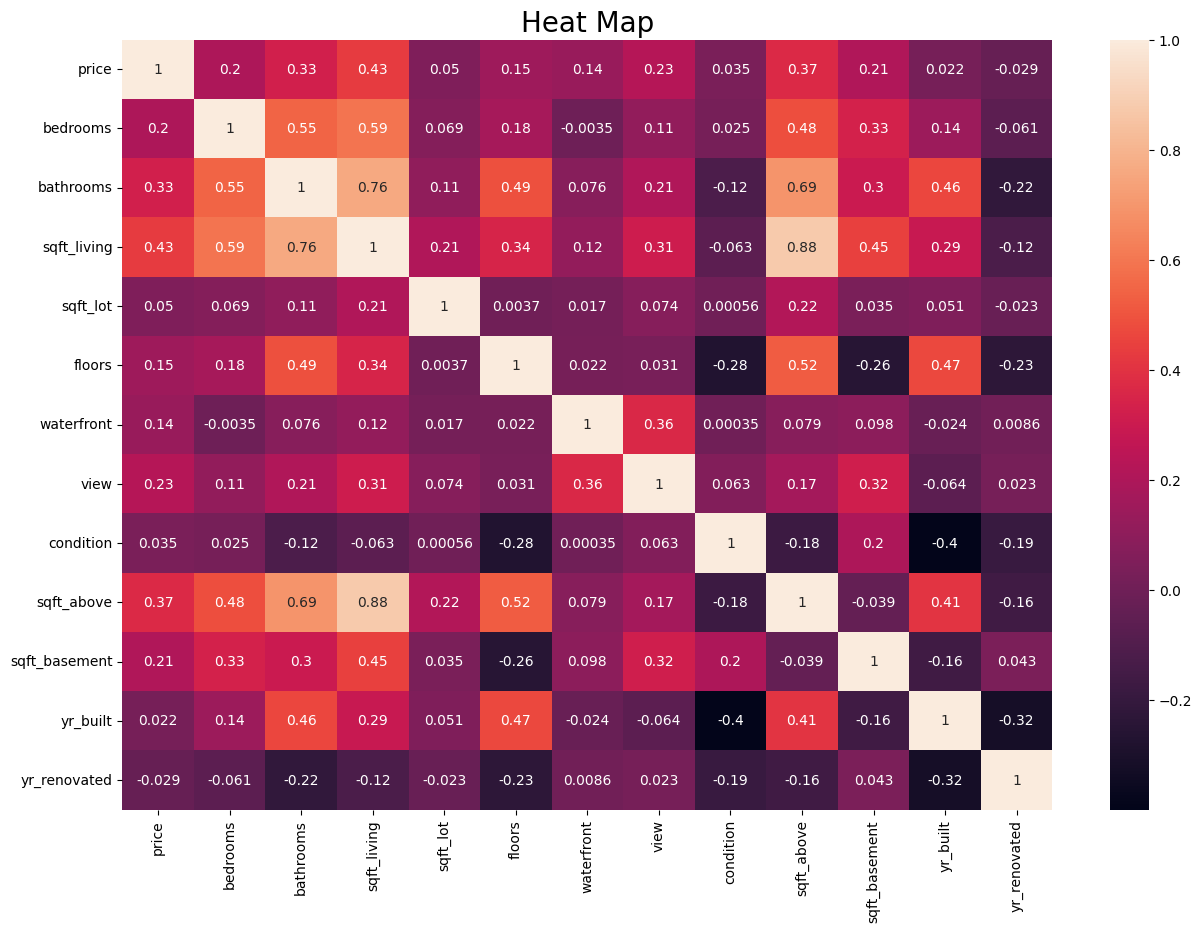 Heat Map
price 1 0.2 0.33 0.43 0.05 0.15 0.14 0.23 0.035 0.37 0.21 0.022 -0.029
bedrooms 0.2 1 0.55 0.59 0.069 0.18 -0.0035 0.11 0.025 0.48 0.33 0.14 -0.061
bathrooms 0.33 0.55 1 0.76 0.11 0.49 0.076 0.21 -0.12 0.69 0.3 0.46 -0.22
sqft_living 0.43 0.59 0.76 1 0.21 0.34 0.12 0.31 -0.063 0.88 0.45 0.29 -0.12
sqft_lot 0.05 0.069 0.11 0.21 1 0.0037 0.017 0.074 0.00056 0.22 0.035 0.051 -0.023
floors 0.15 0.18 0.49 0.34 0.0037 1 0.022 0.031 -0.28 0.52 -0.26 0.47 -0.23
waterfront 0.14 -0.0035 0.076 0.12 0.017 0.022 1 0.36 0.00035 0.079 0.098 -0.024 0.0086
view 0.23 0.11 0.21 0.31 0.074 0.031 0.36 1 0.063 0.17 0.32 -0.064 0.023
condition 0.035 0.025 -0.12 -0.063 0.00056 -0.28 0.00035 0.063 1 -0.18 0.2 -0.4 -0.19
sqft_above 0.37 0.48 0.69 0.88 0.22 0.52 0.079 0.17 -0.18 1 -0.039 0.41 -0.16
sqft_basement 0.21 0.33 0.3 0.45 0.035 -0.26 0.098 0.32 0.2 -0.039 1 -0.16 0.043
yr_built 0.022 0.14 0.46 0.29 0.051 0.47 -0.024 -0.064 -0.4 0.41 -0.16 1 -0.32
yr_renovated -0.029 -0.061 -0.22 -0.12 -0.023 -0.23 0.0086 0.023 -0.19 -0.16 0.043 -0.32 1
price bedrooms bathrooms sqft_living sqft_lot floors waterfront view condition sqft_above sqft_basement yr_built yr_renovated
1.0
0.8
0.6
0.4
0.2
0.0
-0.2